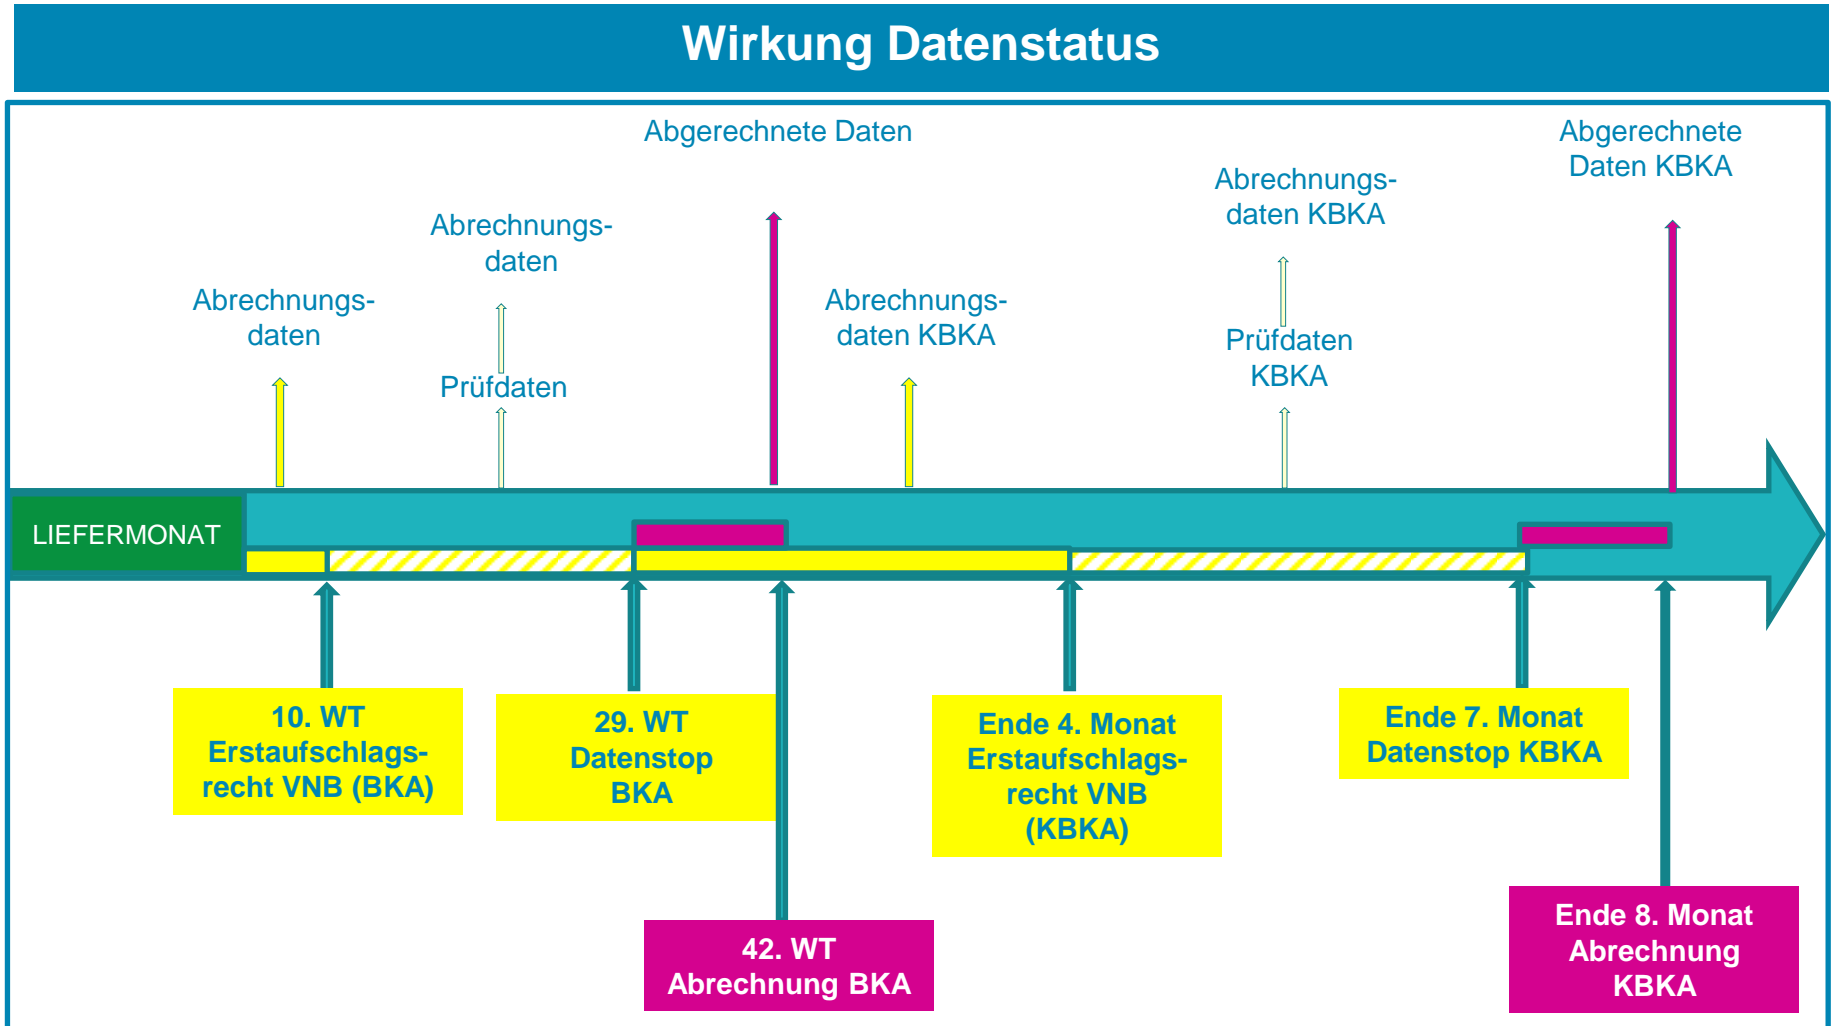 Wirkung Datenstatus
Abgerechnete Daten
Abgerechnete
Daten KBKA
Abrechnungs-
daten KBKA
Abrechnungs-
daten
Abrechnungs-
daten
Abrechnungs-
daten KBKA
Prüfdaten
Prüfdaten
KBKA
LIEFERMONAT
10. WT
Erstaufschlags-
recht VNB (BKA)
29. WT
Datenstop
BKA
Ende 4. Monat
Erstaufschlags-
recht VNB
(KBKA)
Ende 7. Monat
Datenstop KBKA
42. WT
Abrechnung BKA
Ende 8. Monat
Abrechnung
KBKA